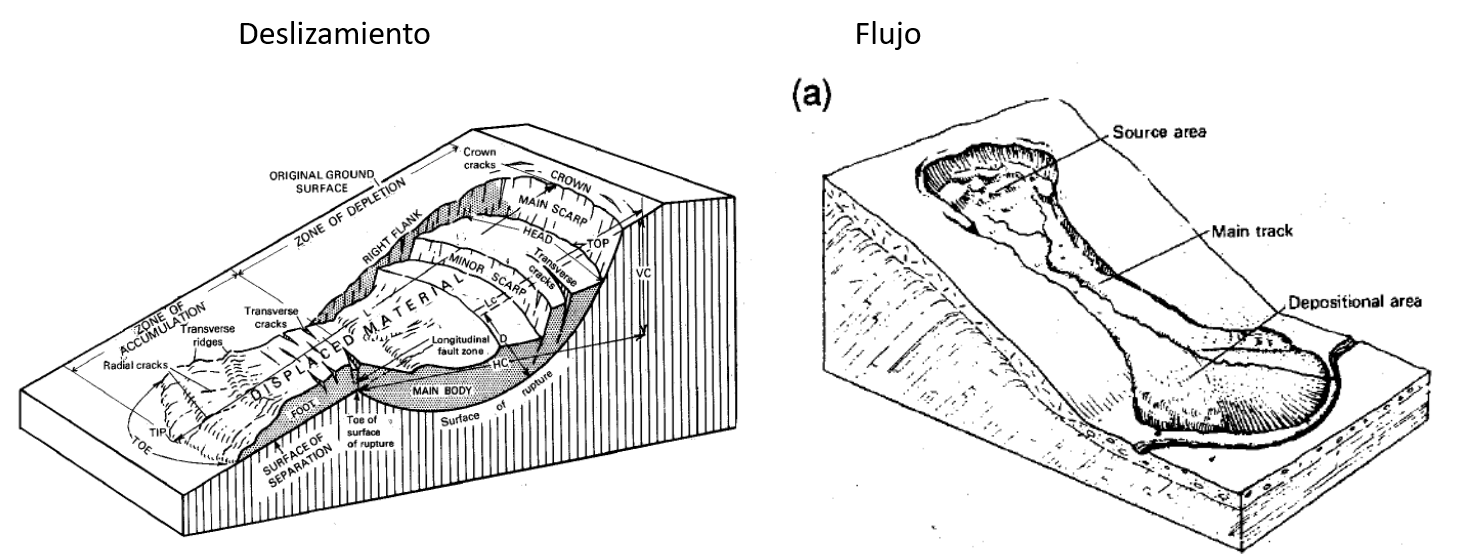 Deslizamiento
Flujo
(a)
Crown
cracks
CROWN
ORIGINAL GROUND
SURFACE
ZONE OF DEPLETION
MAIN SCARP
RIGHT FLANK
HEAD
TOP
Transverse
cracks
MINOR SCARP
VC
ZONE OF
ACCUMULATION
Transverse
cracks
Transverse
ridges
Radial cracks
L
Lc
DISPLACED MATERIAL
D
Longitudinal
fault zone
HC
MAIN BODY
Surface of rupture
FOOT
Toe of
surface
of rupture
TIP
TOE
SURFACE OF
SEPARATION
Source area
Main track
Depositional area